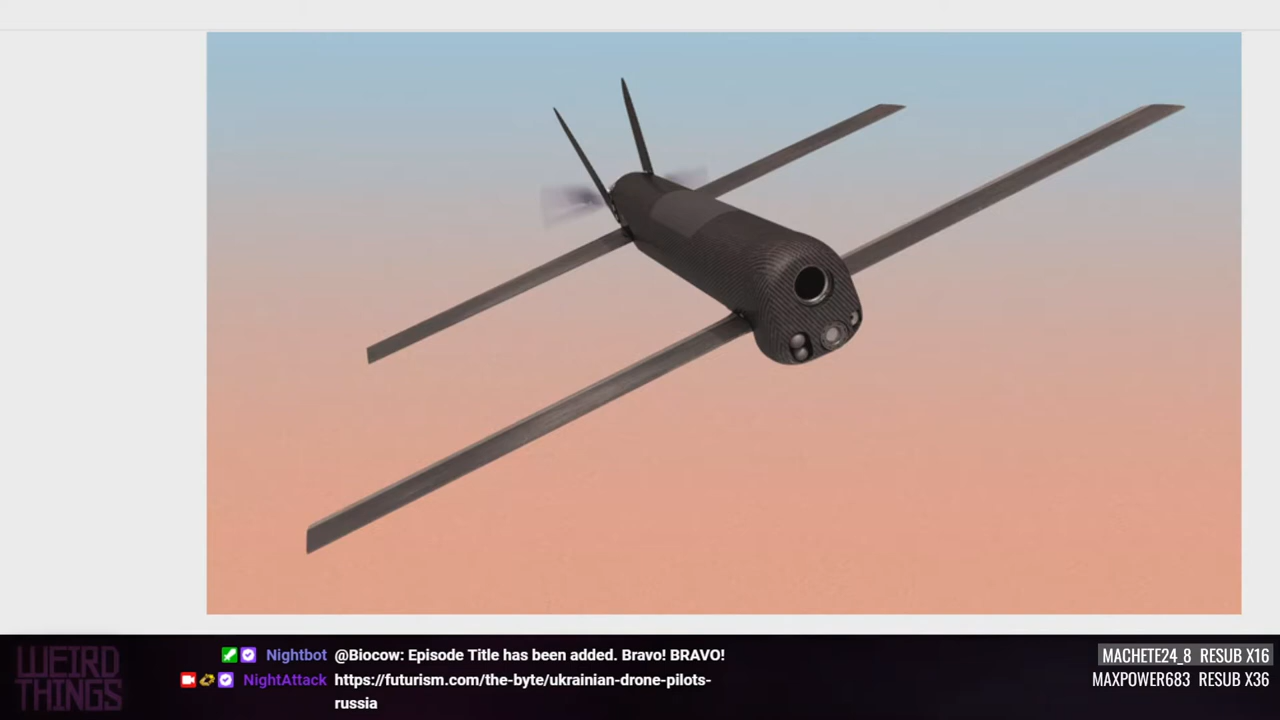 WEIRD
THINGS
Nightbot @Biocow: Episode Title has been added. Bravo! BRAVO!
NightAttack https://futurism.com/the-byte/ukrainian-drone-pilots-
russia
MACHETE24_8 RESUB X16
MAXPOWER683 RESUB X36